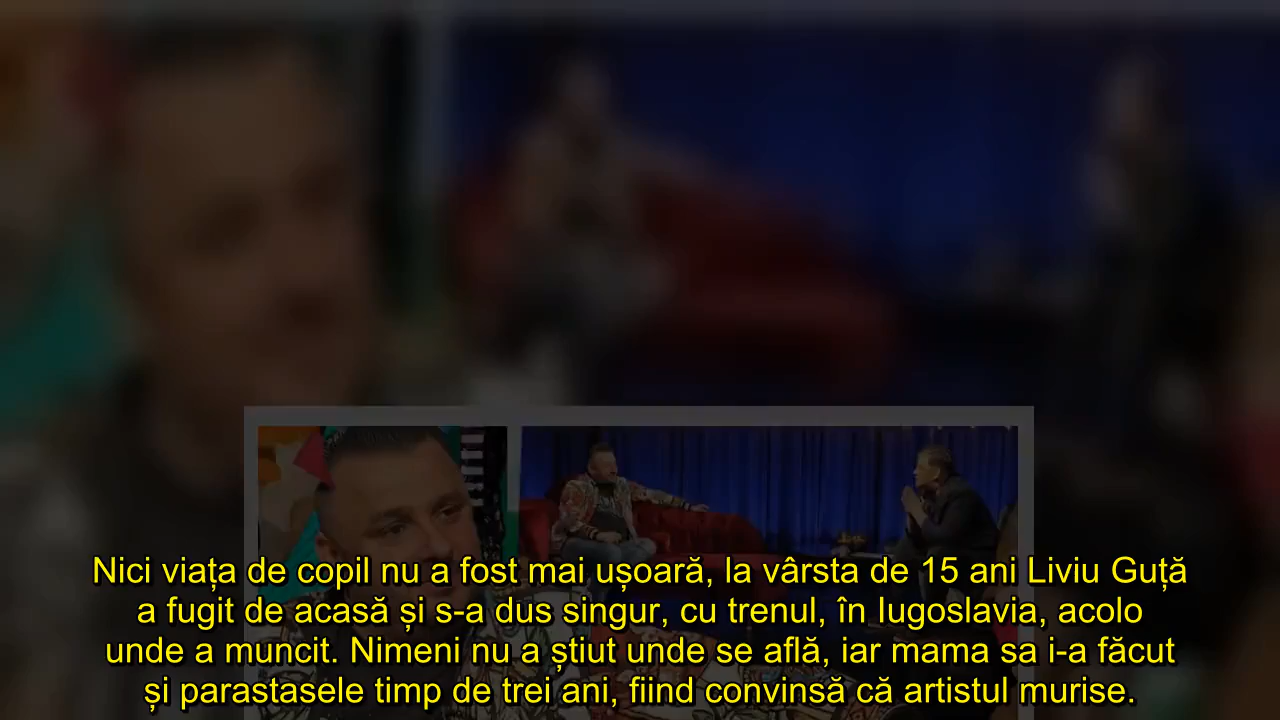 Nici viața de copil nu a fost mai ușoară, la vârsta de 15 ani Liviu Guță
a fugit de acasă și s-a dus singur, cu trenul, în Iugoslavia, acolo
unde a muncit. Nimeni nu a știut unde se află, iar mama sa i-a făcut
și parastasele timp de trei ani, fiind convinsă că artistul murise.